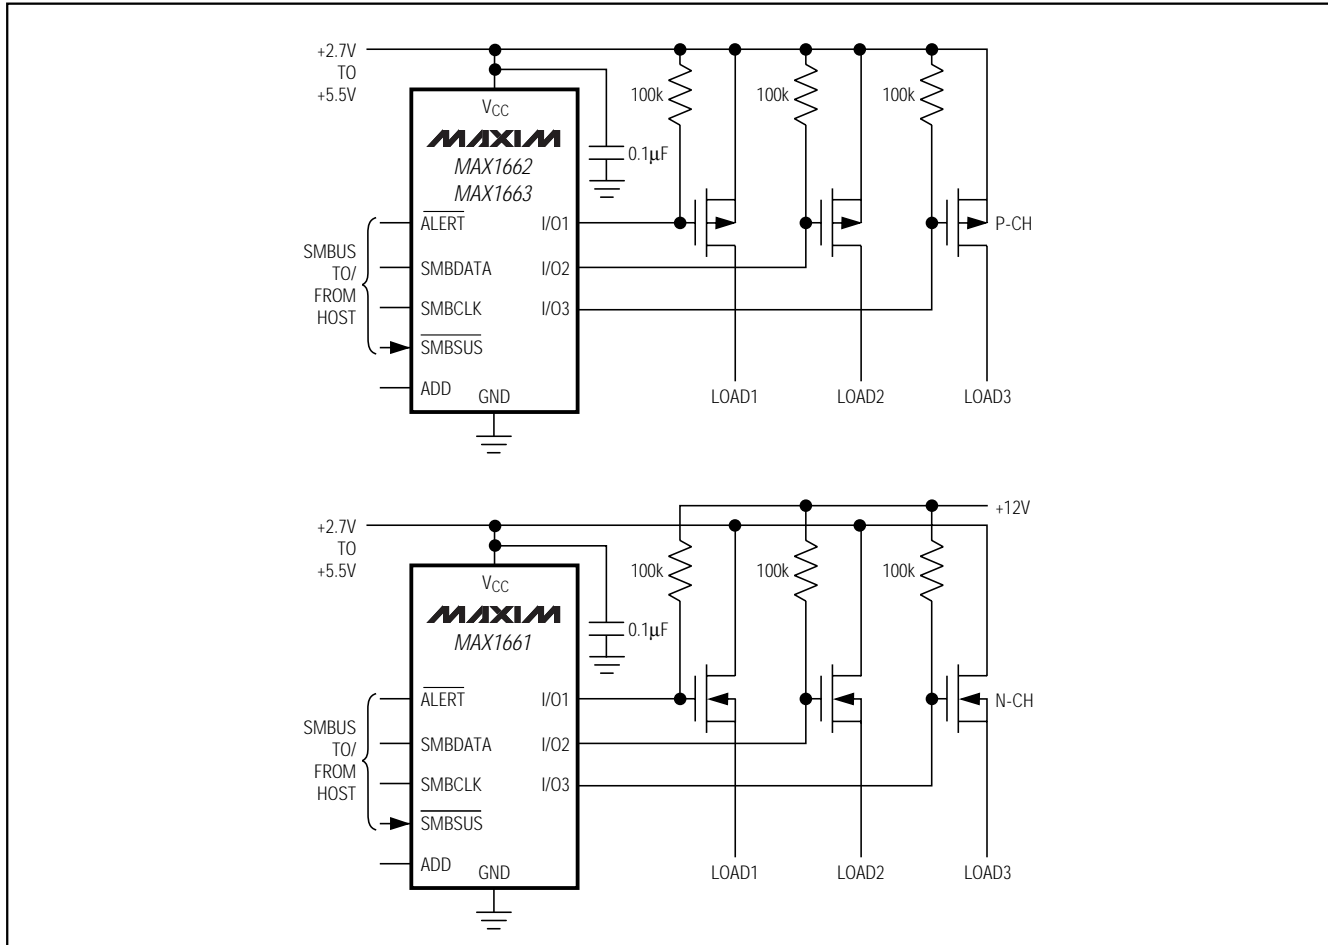 +2.7V
TO
+5.5V
100k
100k
100k
VCC
MAXIM
MAX1662
MAX1663
0.1µF
SMBUS
TO/
FROM
HOST
ALERT
SMBDATA
SMBCLK
SMBSUS
ADD
GND
I/O1
I/O2
I/O3
P-CH
LOAD1
LOAD2
LOAD3
+12V
+2.7V
TO
+5.5V
100k
100k
100k
VCC
MAXIM
MAX1661
0.1µF
SMBUS
TO/
FROM
HOST
ALERT
SMBDATA
SMBCLK
SMBSUS
ADD
GND
I/O1
I/O2
I/O3
N-CH
LOAD1
LOAD2
LOAD3